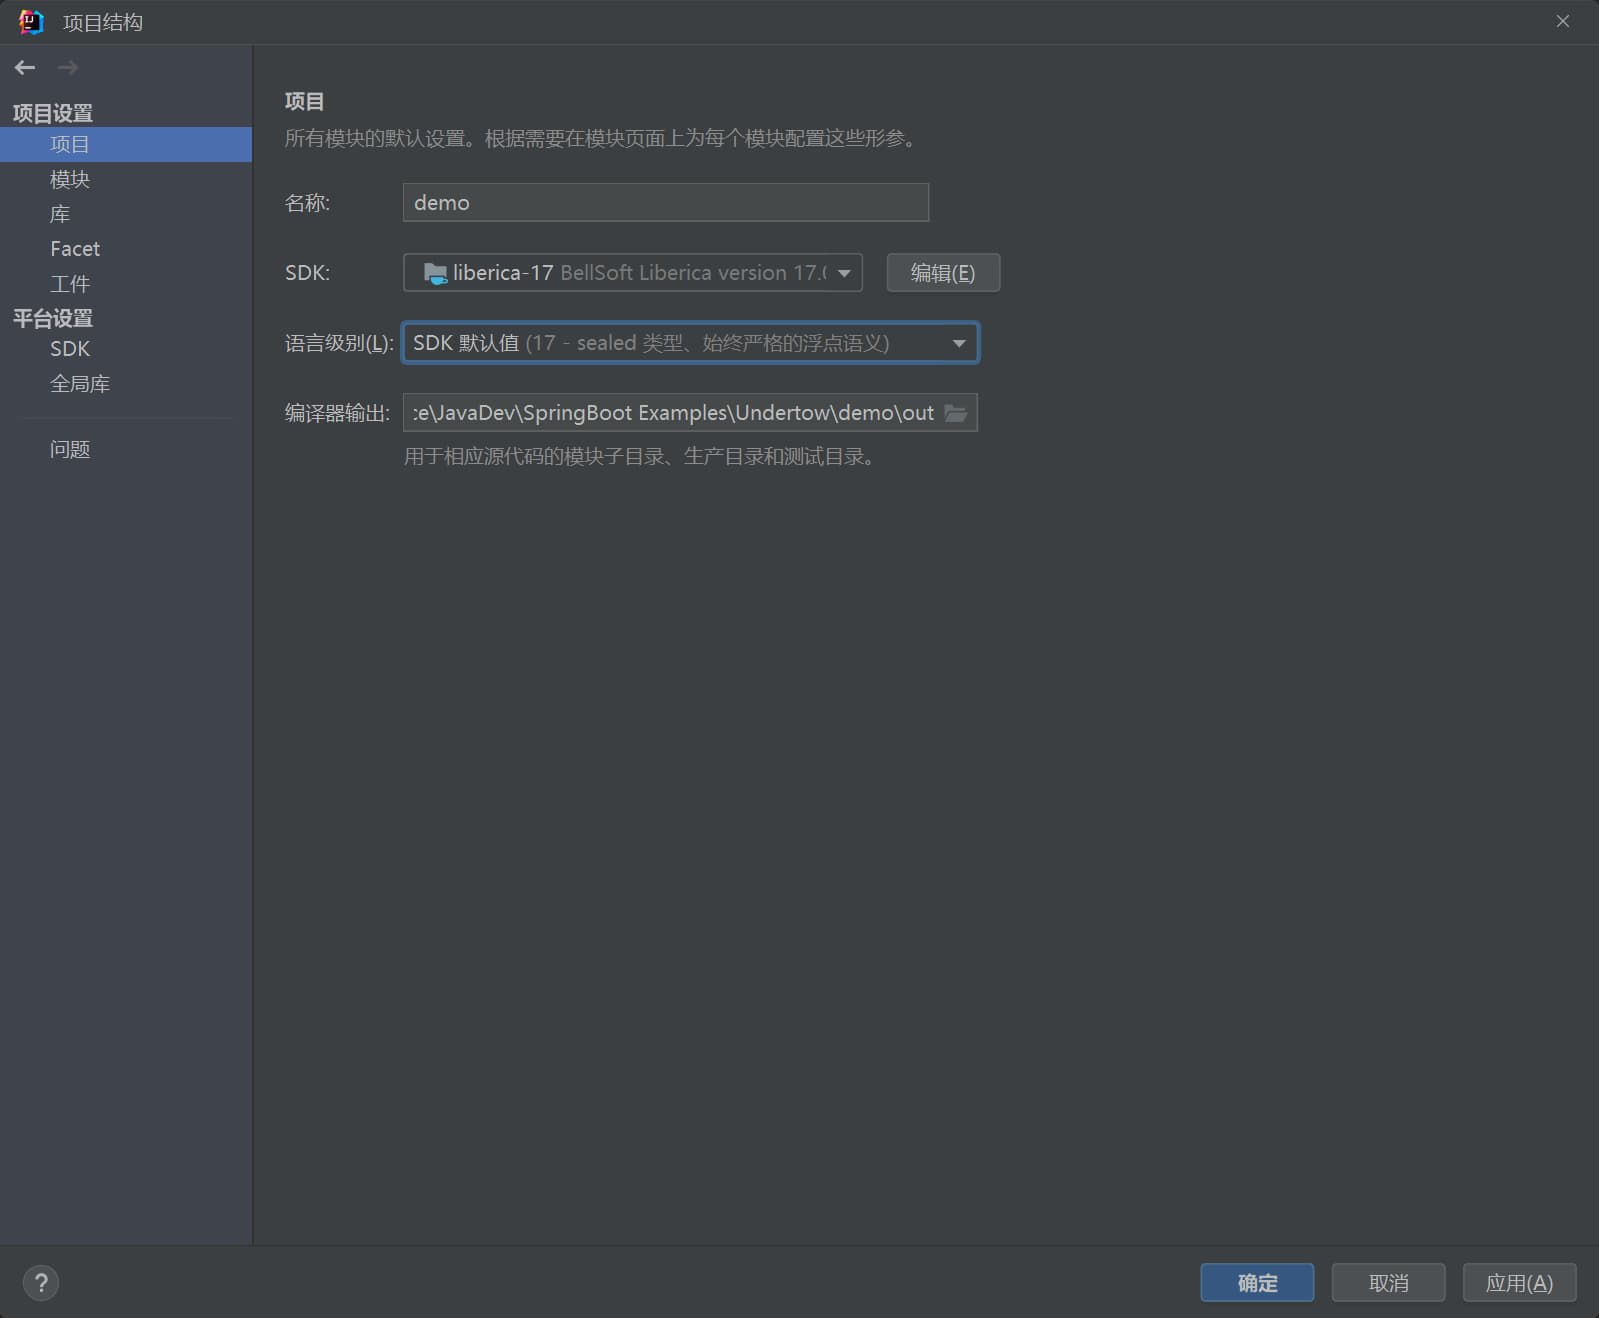 项目结构
项目设置
项目
模块
库
Facet
工件
平台设置
SDK
全局库
问题
项目
所有模块的默认设置。根据需要在模块页面上为每个模块配置这些形参。
名称: demo
SDK: liberica-17 BellSoft Liberica version 17.0 编辑(E)
语言级别(L): SDK 默认值 (17 - sealed 类型、始终严格的浮点语义)
编译器输出: :e\JavaDev\SpringBoot Examples\Undertow\demo\out
用于相应源代码的模块子目录、生产目录和测试目录。
? 确定 取消 应用(A)